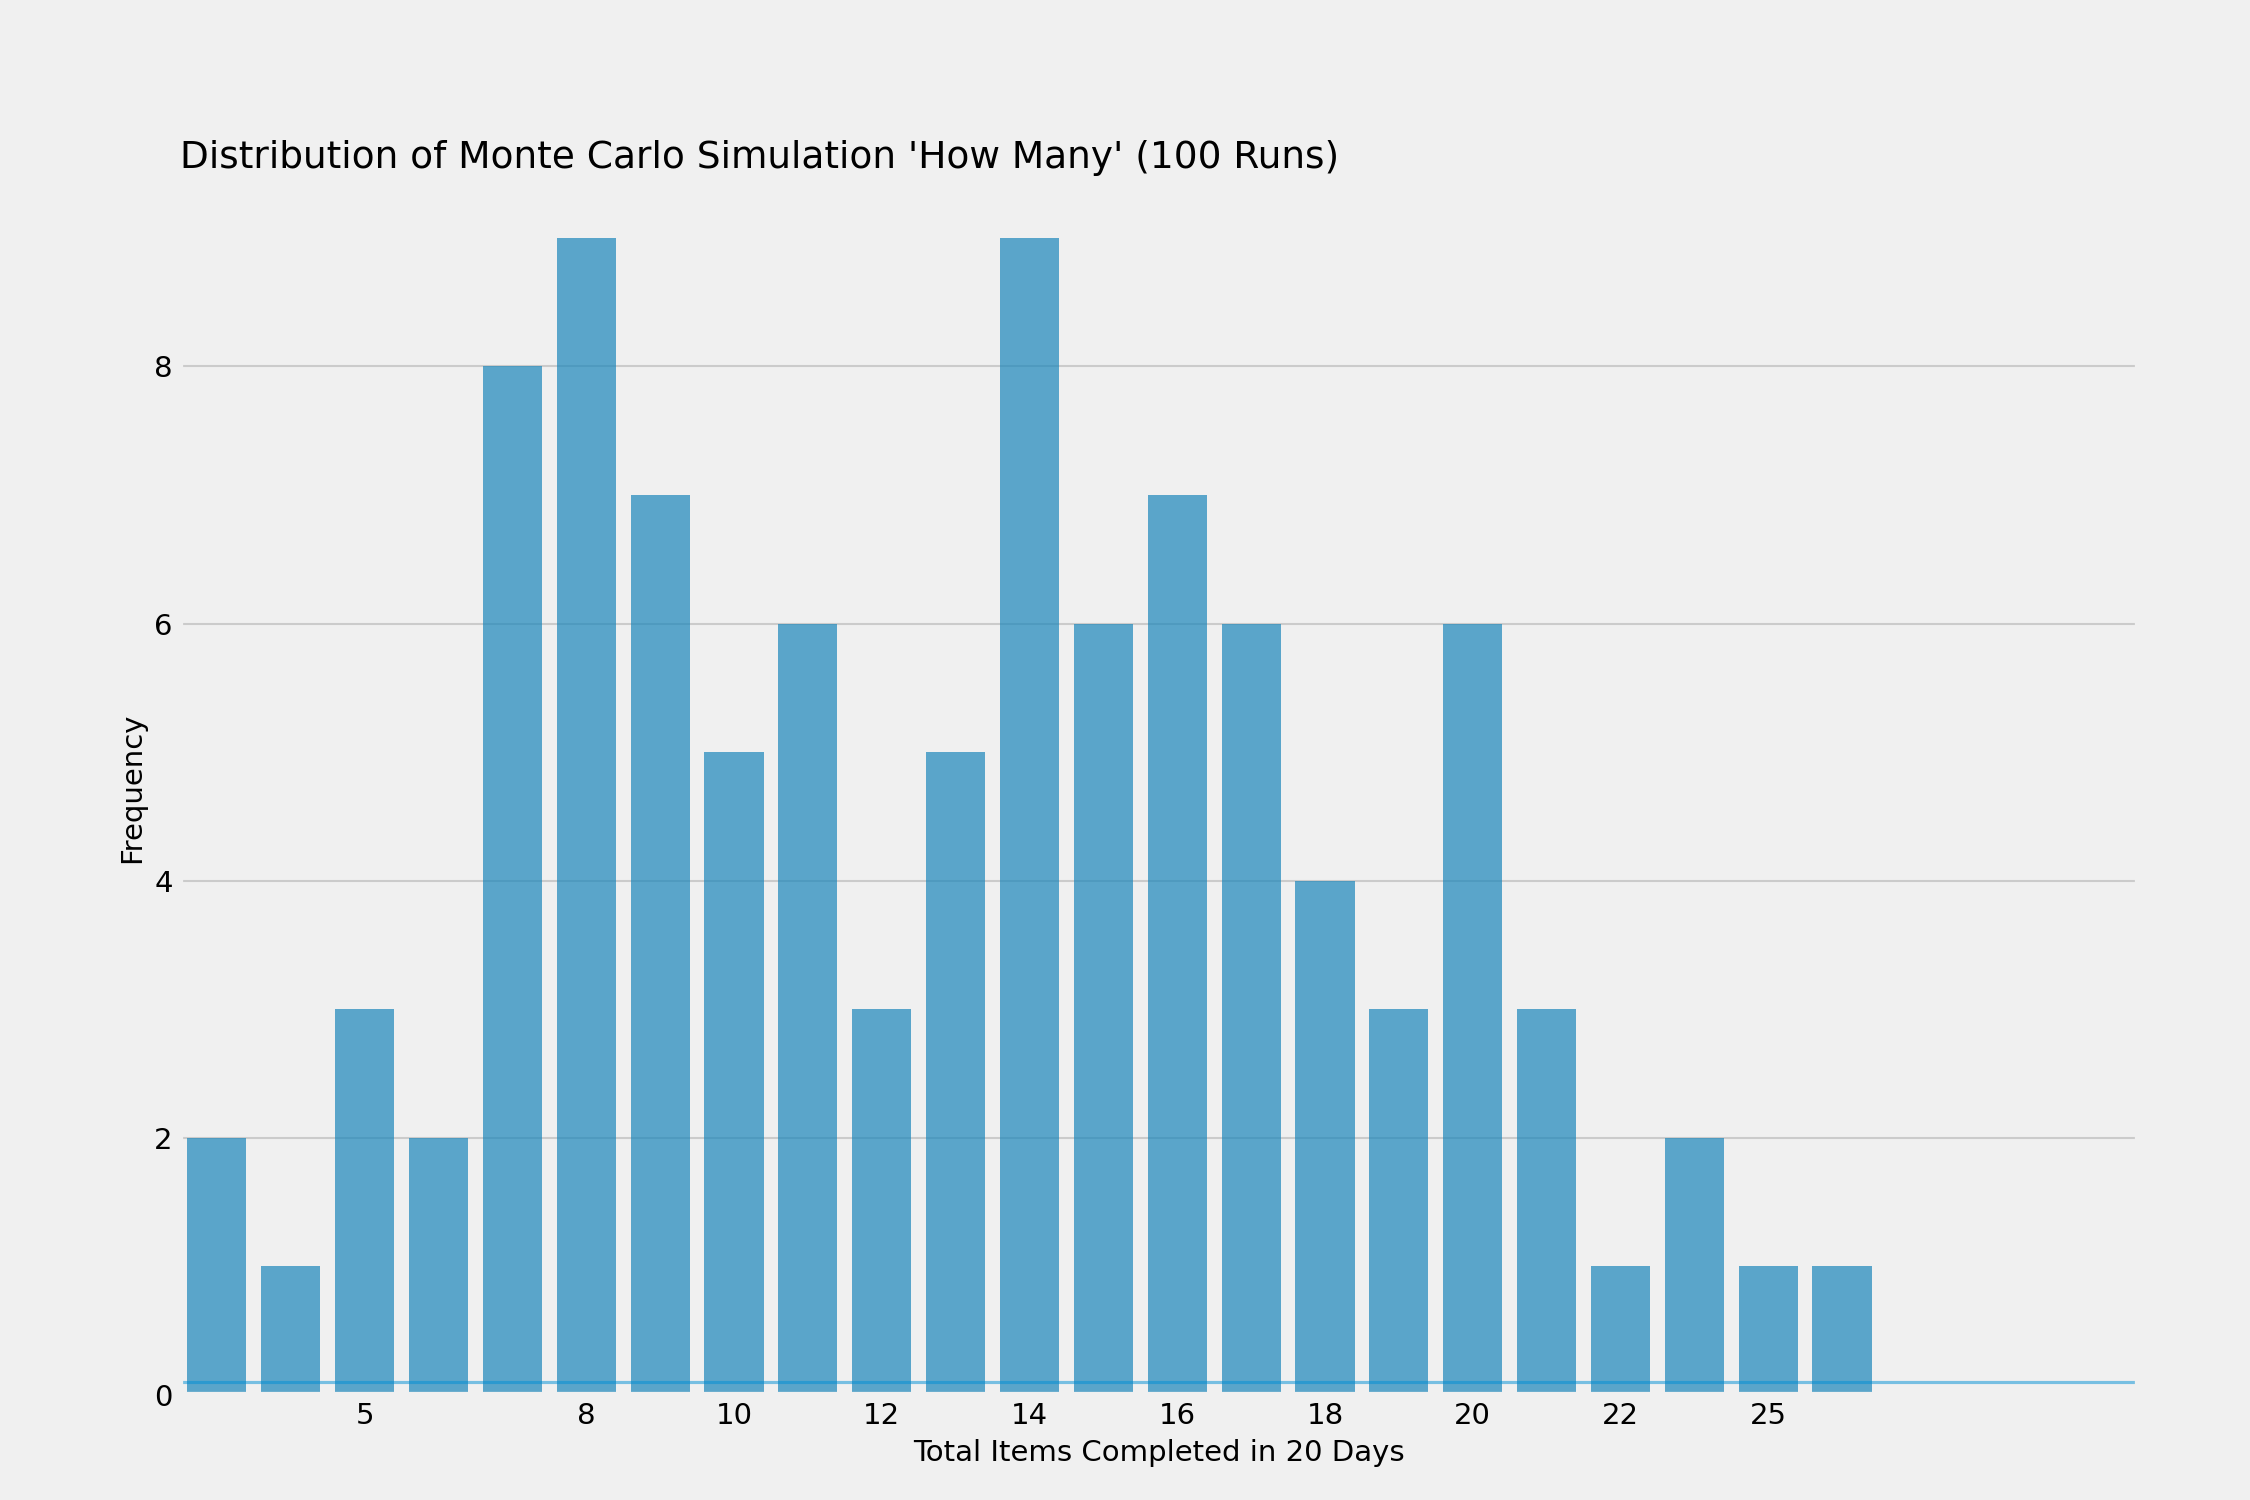 Distribution of Monte Carlo Simulation 'How Many' (100 Runs)
8
6
4
2
0
Frequency
5 8 10 12 14 16 18 20 22 25
Total Items Completed in 20 Days